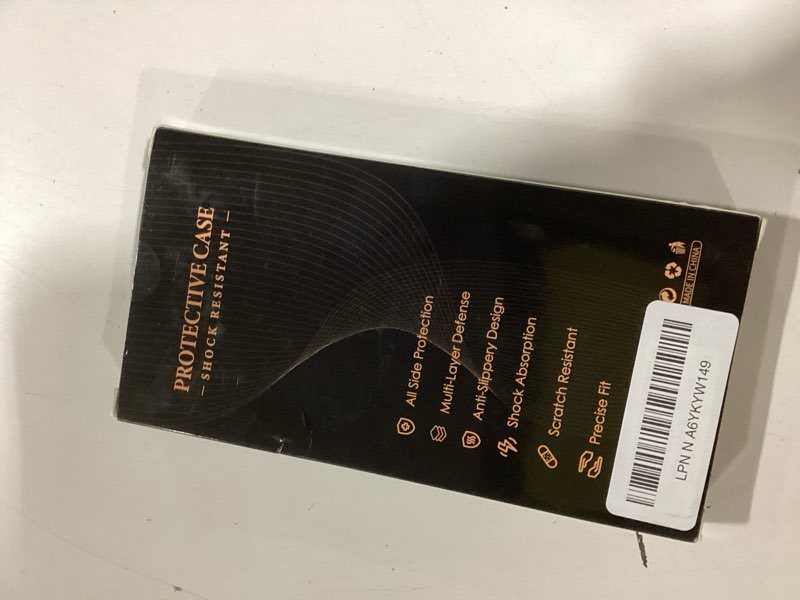 PROTECTIVE CASE
— SHOCK RESISTANT —
All Side Protection
Multi-Layer Defense
Anti-Slippery Design
Shock Absorption
Scratch Resistant
Precise Fit
MADE IN CHINA
LPN N A6YKYW149